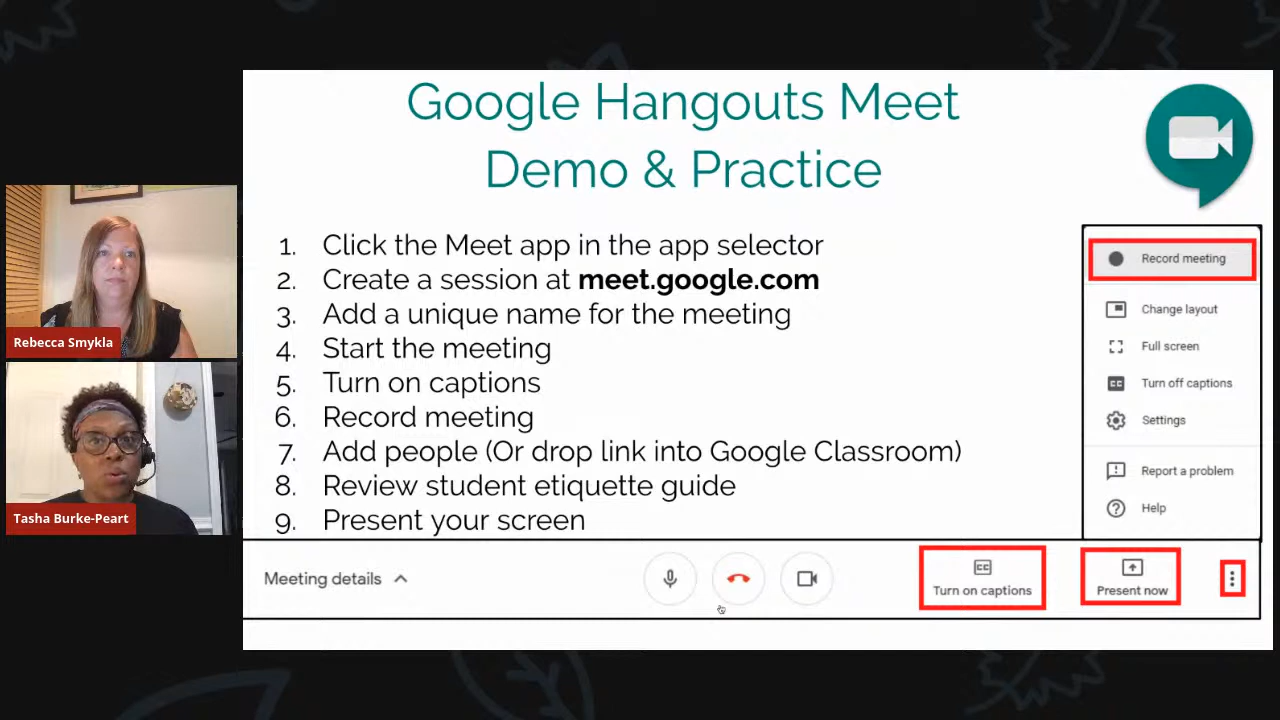 Google Hangouts Meet
Demo & Practice
1. Click the Meet app in the app selector
2. Create a session at meet.google.com
3. Add a unique name for the meeting
4. Start the meeting
5. Turn on captions
6. Record meeting
7. Add people (Or drop link into Google Classroom)
8. Review student etiquette guide
9. Present your screen
Record meeting
Change layout
Full screen
CC Turn off captions
Settings
Report a problem
Help
Meeting details
CC
Turn on captions
Present now
Rebecca Smykla
Tasha Burke-Peart